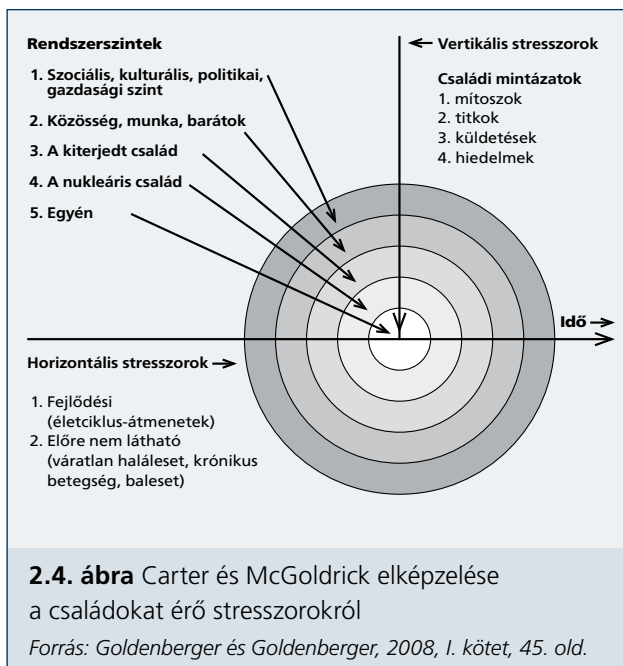 Rendszerszintek
1. Szociális, kulturális, politikai,
gazdasági szint
2. Közösség, munka, barátok
3. A kiterjedt család
4. A nukleáris család
5. Egyén
← Vertikális stresszorok
Családi mintázatok
1. mítoszok
2. titkok
3. küldetések
4. hiedelmek
Idő →
Horizontális stresszorok →
1. Fejlődési
(életciklus-átmenetek)
2. Előre nem látható
(váratlan haláleset, krónikus
betegség, baleset)
2.4. ábra Carter és McGoldrick elképzelése
a családokat érő stresszorokról
Forrás: Goldenberger és Goldenberger, 2008, I. kötet, 45. old.